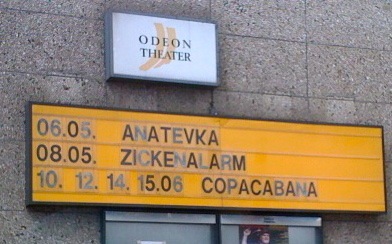 ODEON
THEATER
06.05. ANATEVKA
08.05. ZICKENALARM
10. 12. 14. 15.06 COPACABANA